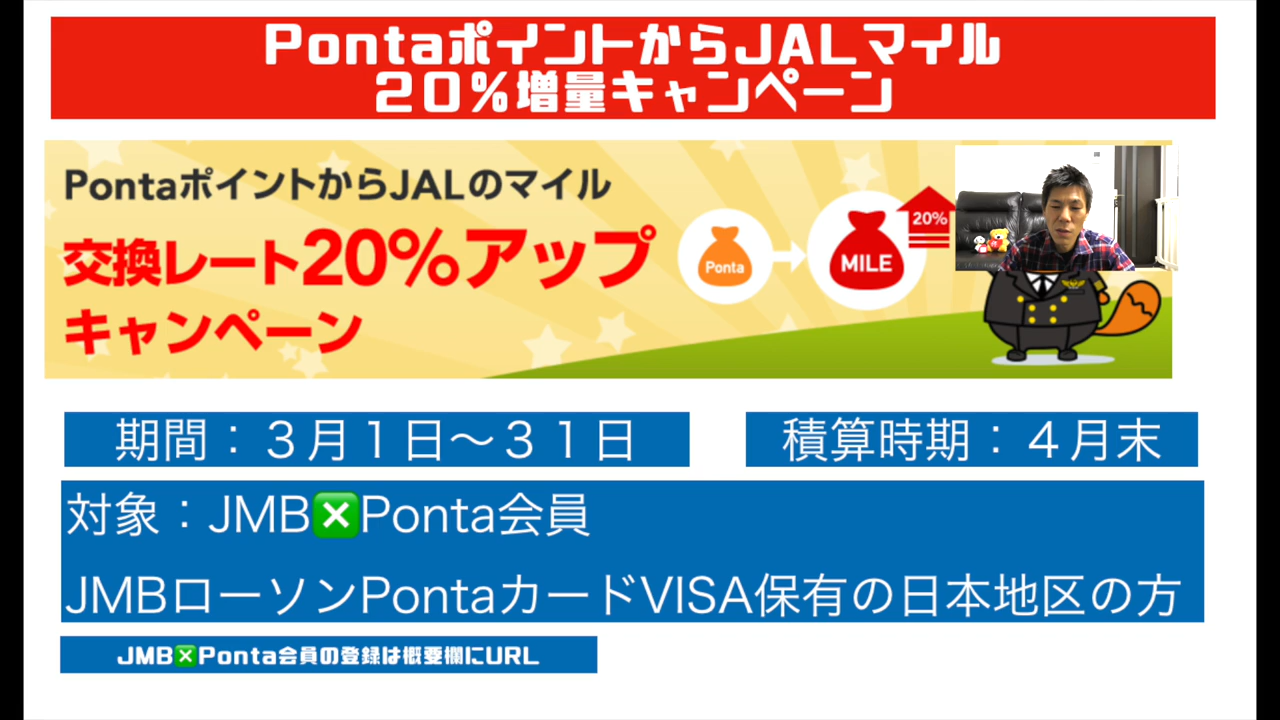 PontaポイントからJALマイル
20%増量キャンペーン
PontaポイントからJALのマイル
交換レート20%アップ
キャンペーン
Ponta
MILE
20%
期間：３月１日〜３１日
積算時期：４月末
対象：JMB❎Ponta会員
JMBローソンPontaカードVISA保有の日本地区の方
JMB❎Ponta会員の登録は概要欄にURL